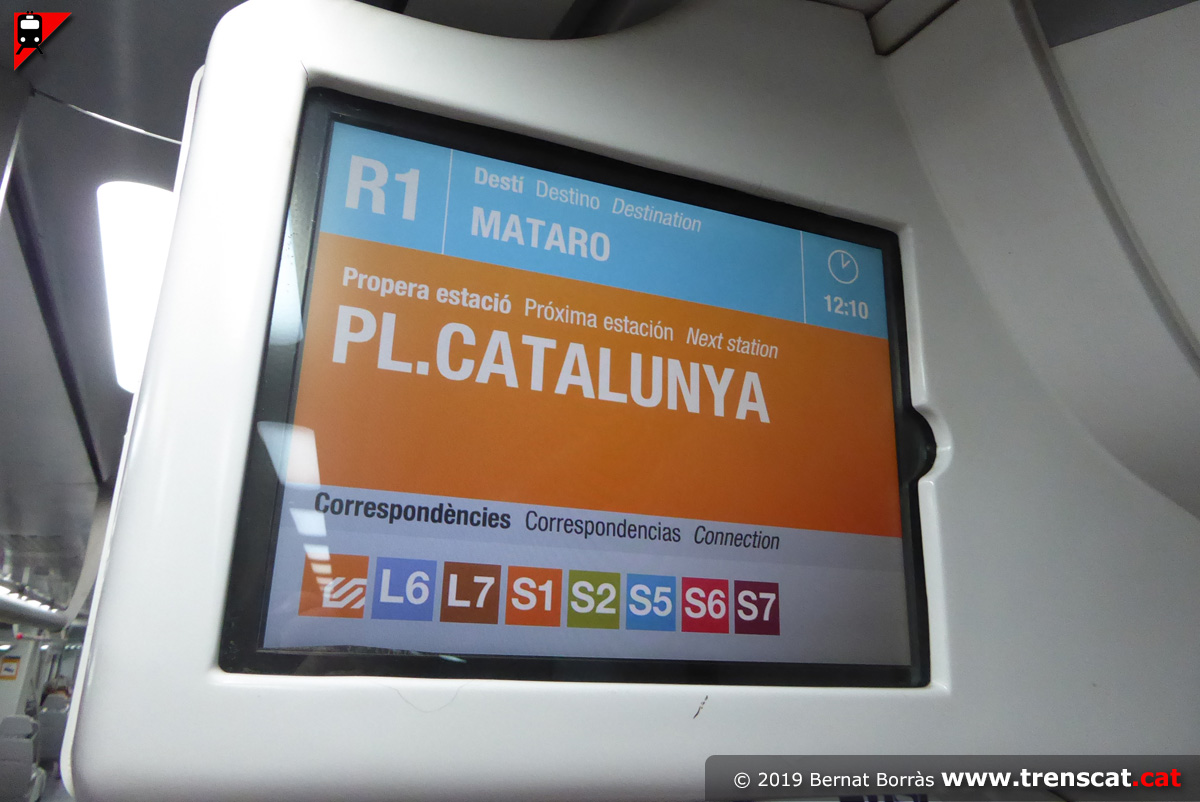 R1
Destí Destino Destination
MATARO
12:10
Propera estació Próxima estación Next station
PL.CATALUNYA
Correspondències Correspondencias Connection
L6 L7 S1 S2 S5 S6 S7
© 2019 Bernat Borràs www.trenscat.cat